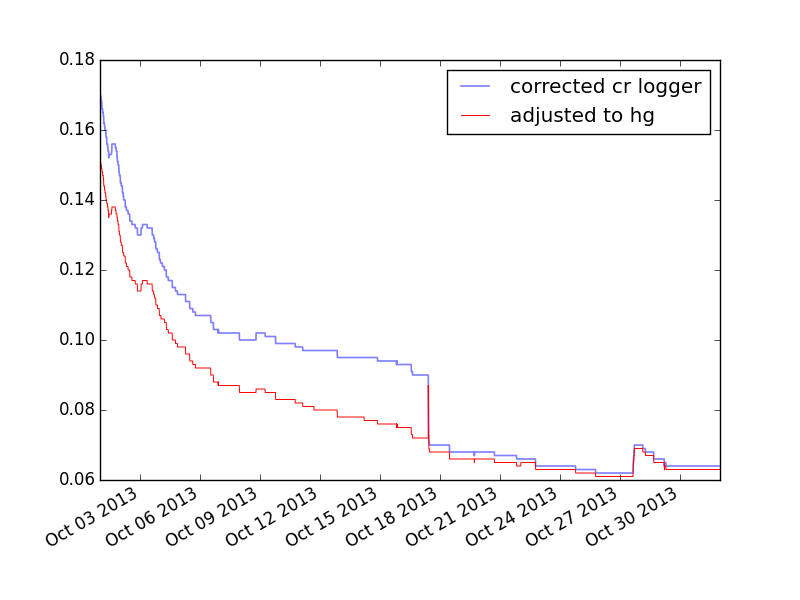 0.18
corrected cr logger
adjusted to hg
0.16
0.14
0.12
0.10
0.08
0.06
Oct 03 2013
Oct 06 2013
Oct 09 2013
Oct 12 2013
Oct 15 2013
Oct 18 2013
Oct 21 2013
Oct 24 2013
Oct 27 2013
Oct 30 2013